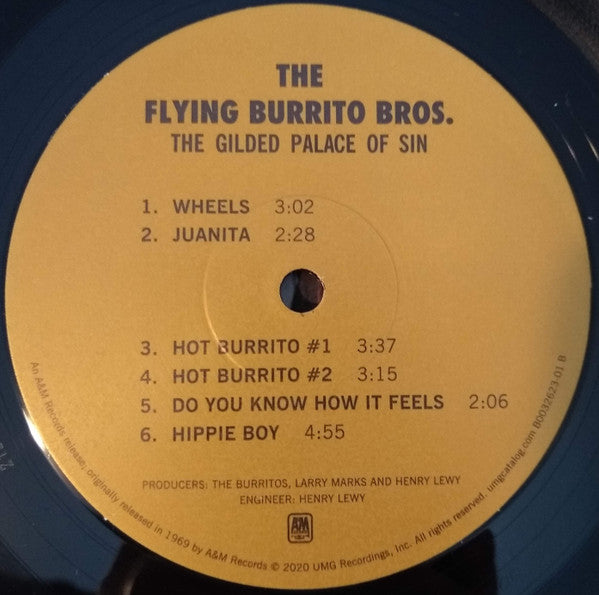 THE
FLYING BURRITO BROS.
THE GILDED PALACE OF SIN
1. WHEELS 3:02
2. JUANITA 2:28
3. HOT BURRITO #1 3:37
4. HOT BURRITO #2 3:15
5. DO YOU KNOW HOW IT FEELS 2:06
6. HIPPIE BOY 4:55
PRODUCERS: THE BURRITOS, LARRY MARKS AND HENRY LEWY
ENGINEER: HENRY LEWY
A&M
An A&M Records release, originally released in 1969 by A&M Records © 2020 UMG Recordings, Inc. All rights reserved. umgcatalog.com B0032623-01 B